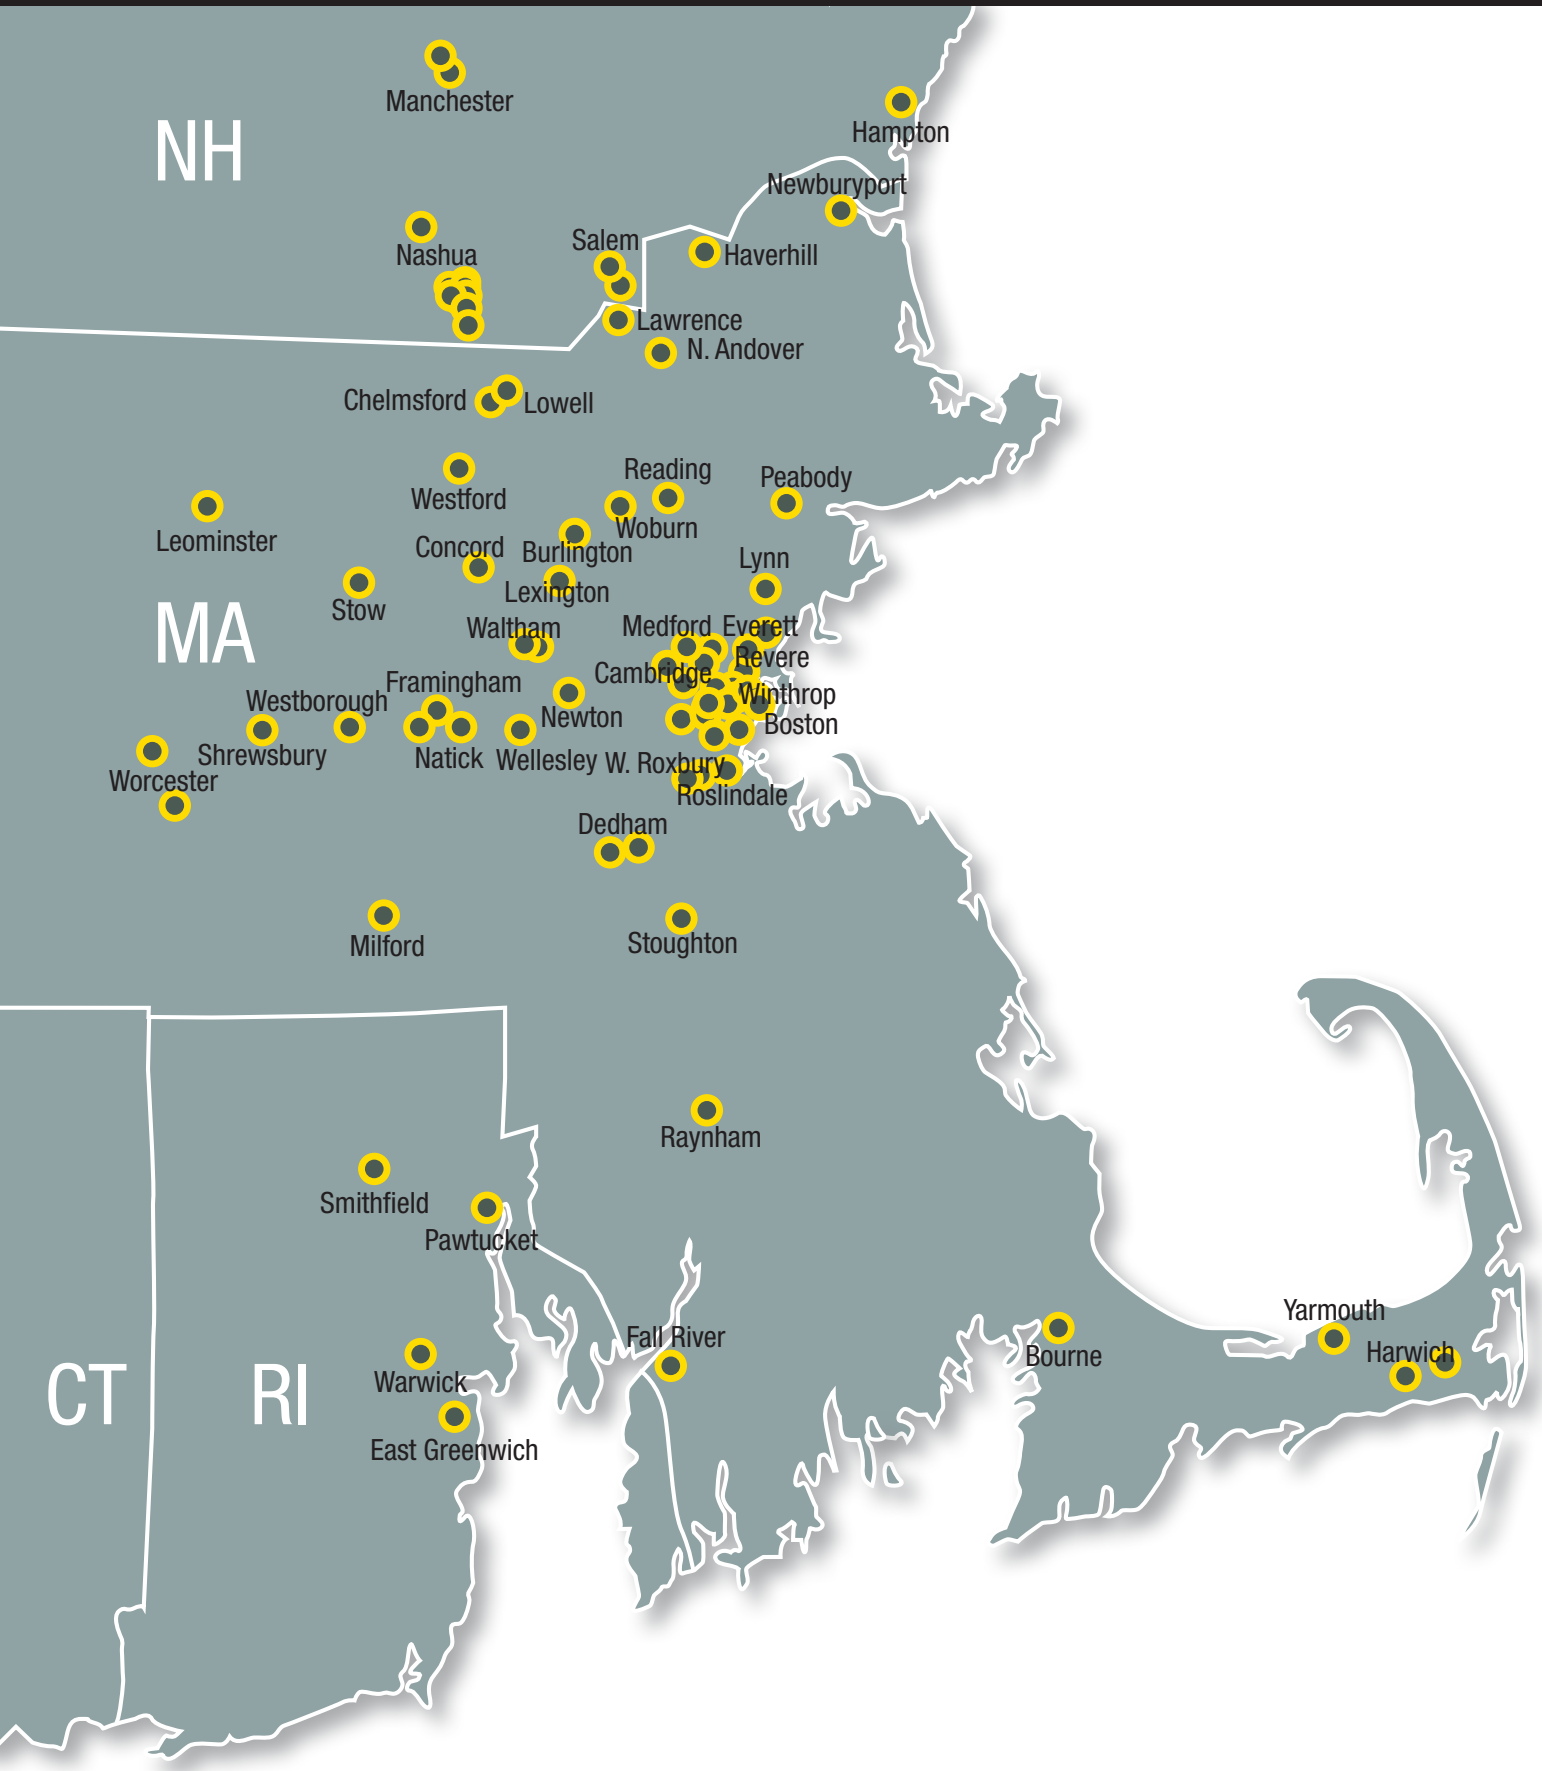 Manchester
Hampton
NH
Newburyport
Salem
Nashua
Haverhill
Lawrence
N. Andover
Chelmsford
Lowell
Reading
Peabody
Westford
Woburn
Leominster
Concord
Burlington
Lynn
Lexington
Stow
MA
Waltham
Medford
Everett
Revere
Cambridge
Framingham
Winthrop
Westborough
Newton
Boston
Shrewsbury
Natick
Wellesley
W. Roxbury
Worcester
Roslindale
Dedham
Milford
Stoughton
Raynham
Smithfield
Pawtucket
Yarmouth
Fall River
Bourne
Harwich
Warwick
CT
RI
East Greenwich